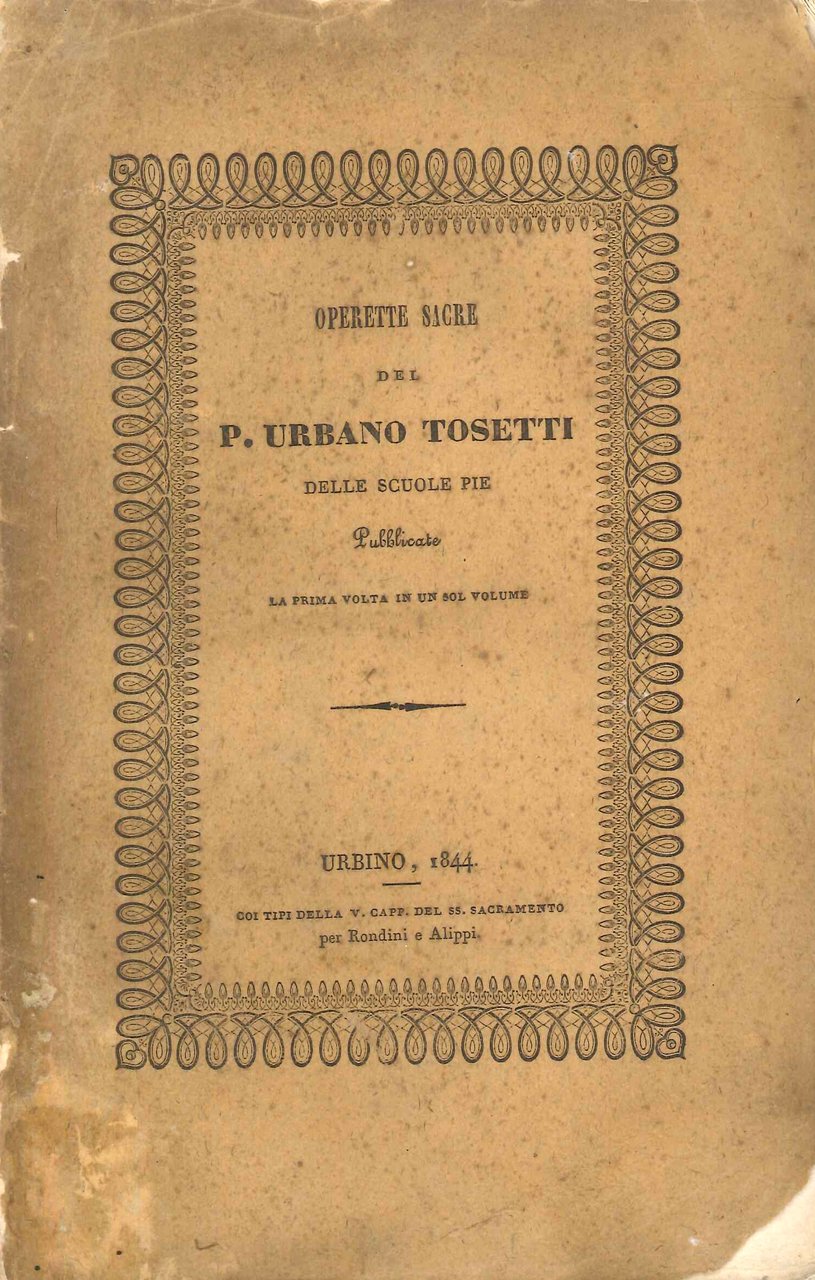 OPERETTE SACRE
DEL
P. URBANO TOSETTI
DELLE SCUOLE PIE
Pubblicate
LA PRIMA VOLTA IN UN SOL VOLUME
URBINO, 1844.
COI TIPI DELLA V. CAPP. DEL SS. SACRAMENTO
per Rondini e Alippi.